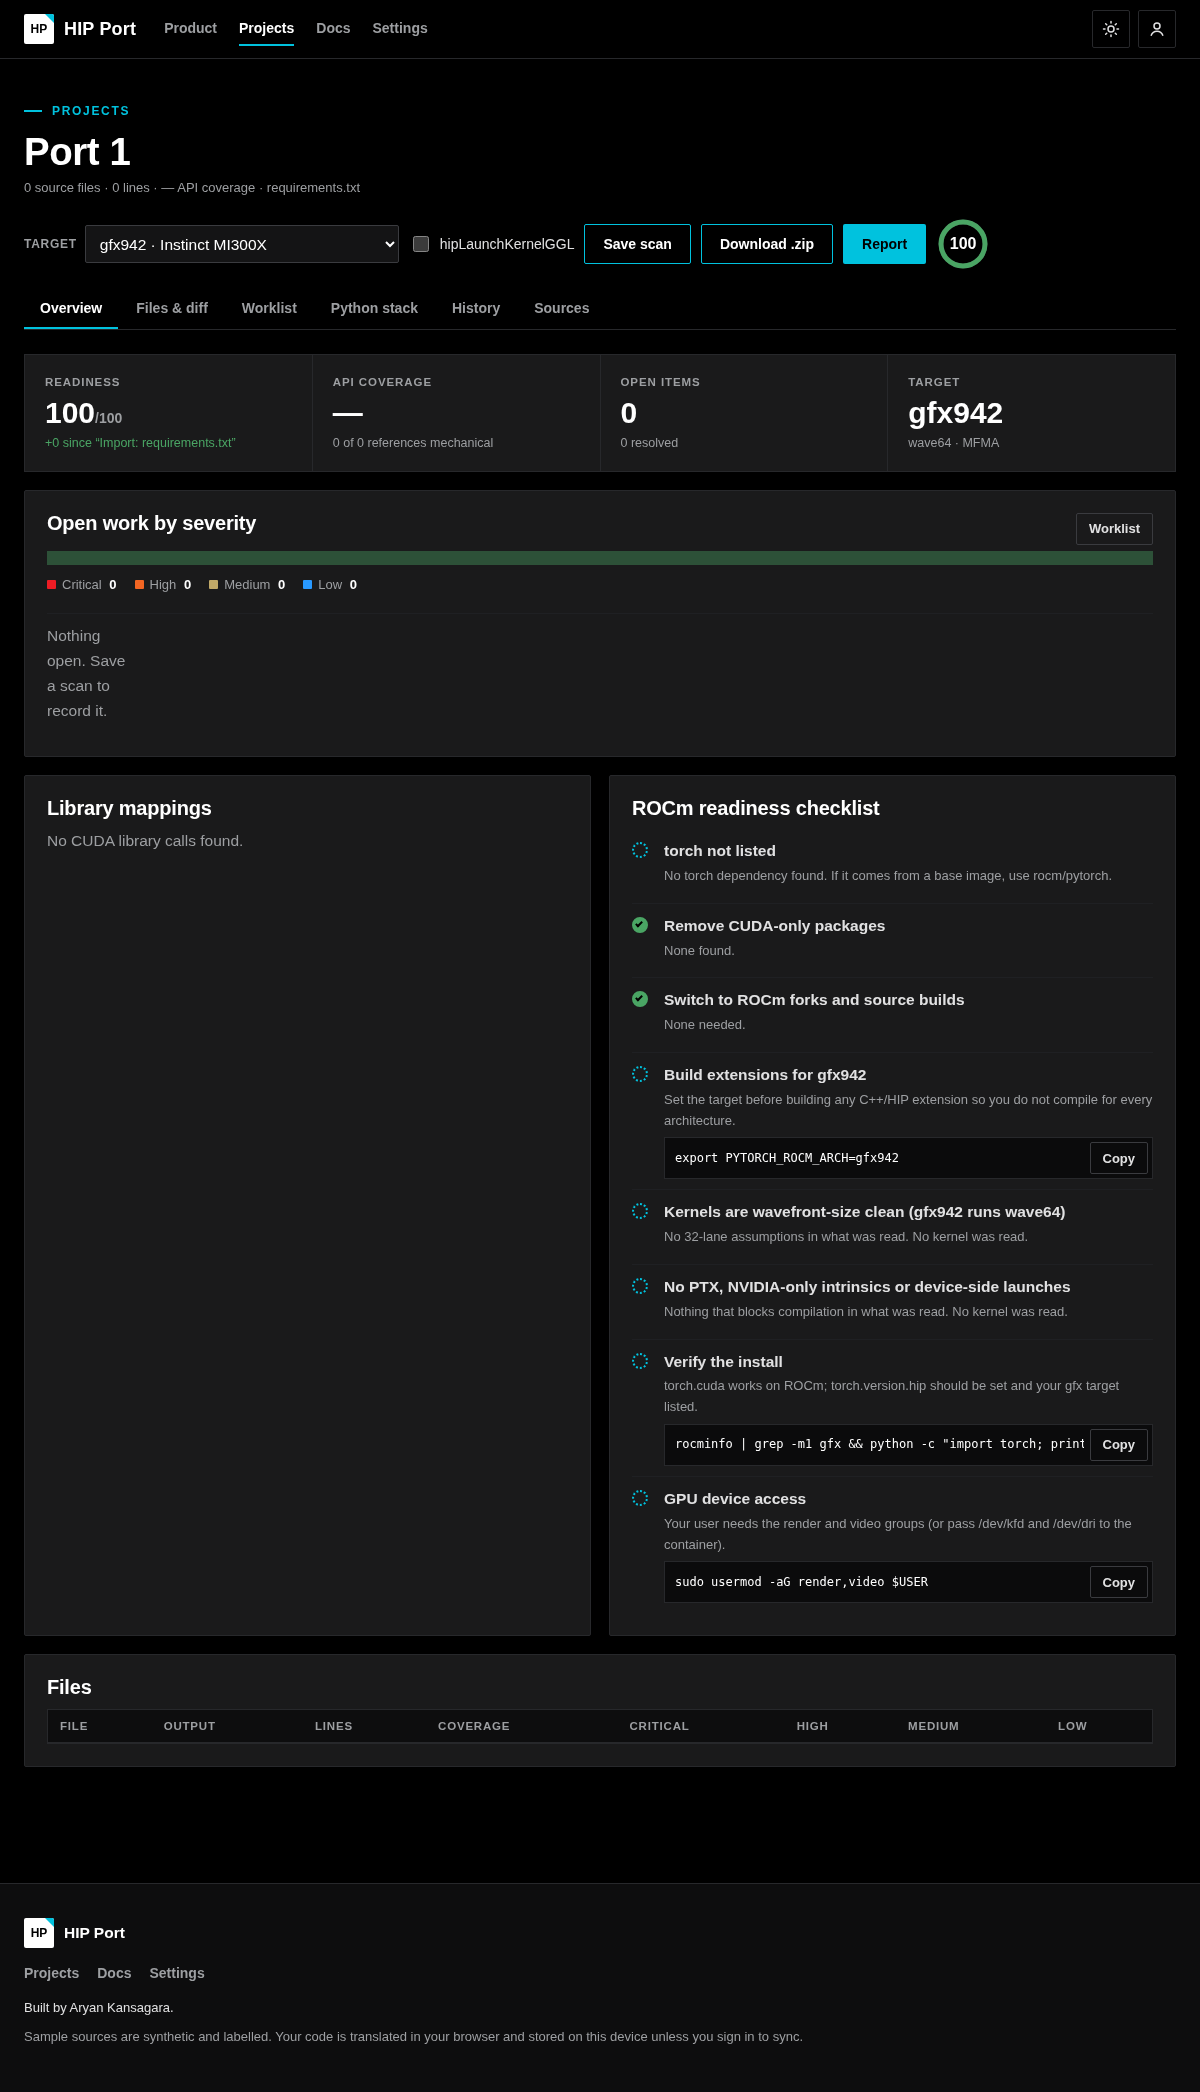 HP HIP Port Product Projects Docs Settings
PROJECTS
Port 1
0 source files · 0 lines · — API coverage · requirements.txt
TARGET gfx942 · Instinct MI300X hipLaunchKernelGGL Save scan Download .zip Report 100
Overview Files & diff Worklist Python stack History Sources
READINESS
100/100
+0 since “Import: requirements.txt”
API COVERAGE
—
0 of 0 references mechanical
OPEN ITEMS
0
0 resolved
TARGET
gfx942
wave64 · MFMA
Open work by severity
Worklist
Critical 0 High 0 Medium 0 Low 0
Nothing
open. Save
a scan to
record it.
Library mappings
No CUDA library calls found.
ROCm readiness checklist
torch not listed
No torch dependency found. If it comes from a base image, use rocm/pytorch.
Remove CUDA-only packages
None found.
Switch to ROCm forks and source builds
None needed.
Build extensions for gfx942
Set the target before building any C++/HIP extension so you do not compile for every
architecture.
export PYTORCH_ROCM_ARCH=gfx942 Copy
Kernels are wavefront-size clean (gfx942 runs wave64)
No 32-lane assumptions in what was read. No kernel was read.
No PTX, NVIDIA-only intrinsics or device-side launches
Nothing that blocks compilation in what was read. No kernel was read.
Verify the install
torch.cuda works on ROCm; torch.version.hip should be set and your gfx target
listed.
rocminfo | grep -m1 gfx && python -c "import torch; print Copy
GPU device access
Your user needs the render and video groups (or pass /dev/kfd and /dev/dri to the
container).
sudo usermod -aG render,video $USER Copy
Files
FILE OUTPUT LINES COVERAGE CRITICAL HIGH MEDIUM LOW
HP HIP Port
Projects Docs Settings
Built by Aryan Kansagara.
Sample sources are synthetic and labelled. Your code is translated in your browser and stored on this device unless you sign in to sync.